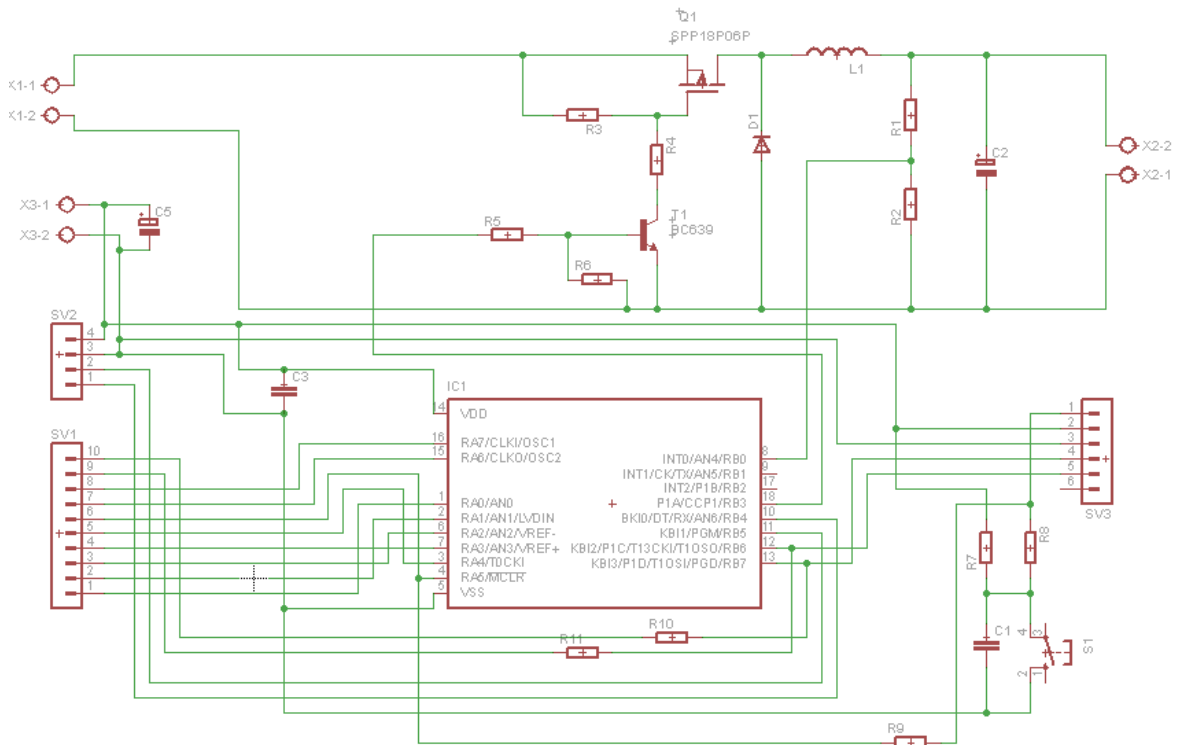 Q1
SPP18P06P
X1-1
X1-2
L1
R3
R4
D1
R1
C2
X2-2
X2-1
X3-1
X3-2
C5
R5
T1
BC639
R2
R6
SV2
4
3
2
1
C3
IC1
14 VDD
16 RA7/CLKI/OSC1
15 RA6/CLKO/OSC2
1 RA0/AN0
2 RA1/AN1/LVDIN
6 RA2/AN2/VREF-
7 RA3/AN3/VREF+
3 RA4/T0CKI
4 RA5/MCLR
5 VSS
INT0/AN4/RB0 8
INT1/CK/TX/AN5/RB1 9
INT2/P1B/RB2 17
P1A/CCP1/RB3 18
BKI0/DT/RX/AN6/RB4 10
KBI1/PGM/RB5 11
KBI2/P1C/T13CKI/T1OSO/RB6 12
KBI3/P1D/T1OSI/PGD/RB7 13
SV1
10
9
8
7
6
5
4
3
2
1
1
2
3
4
5
6
SV3
R7
R8
R10
R11
C1
4
3
2
1
S1
R9